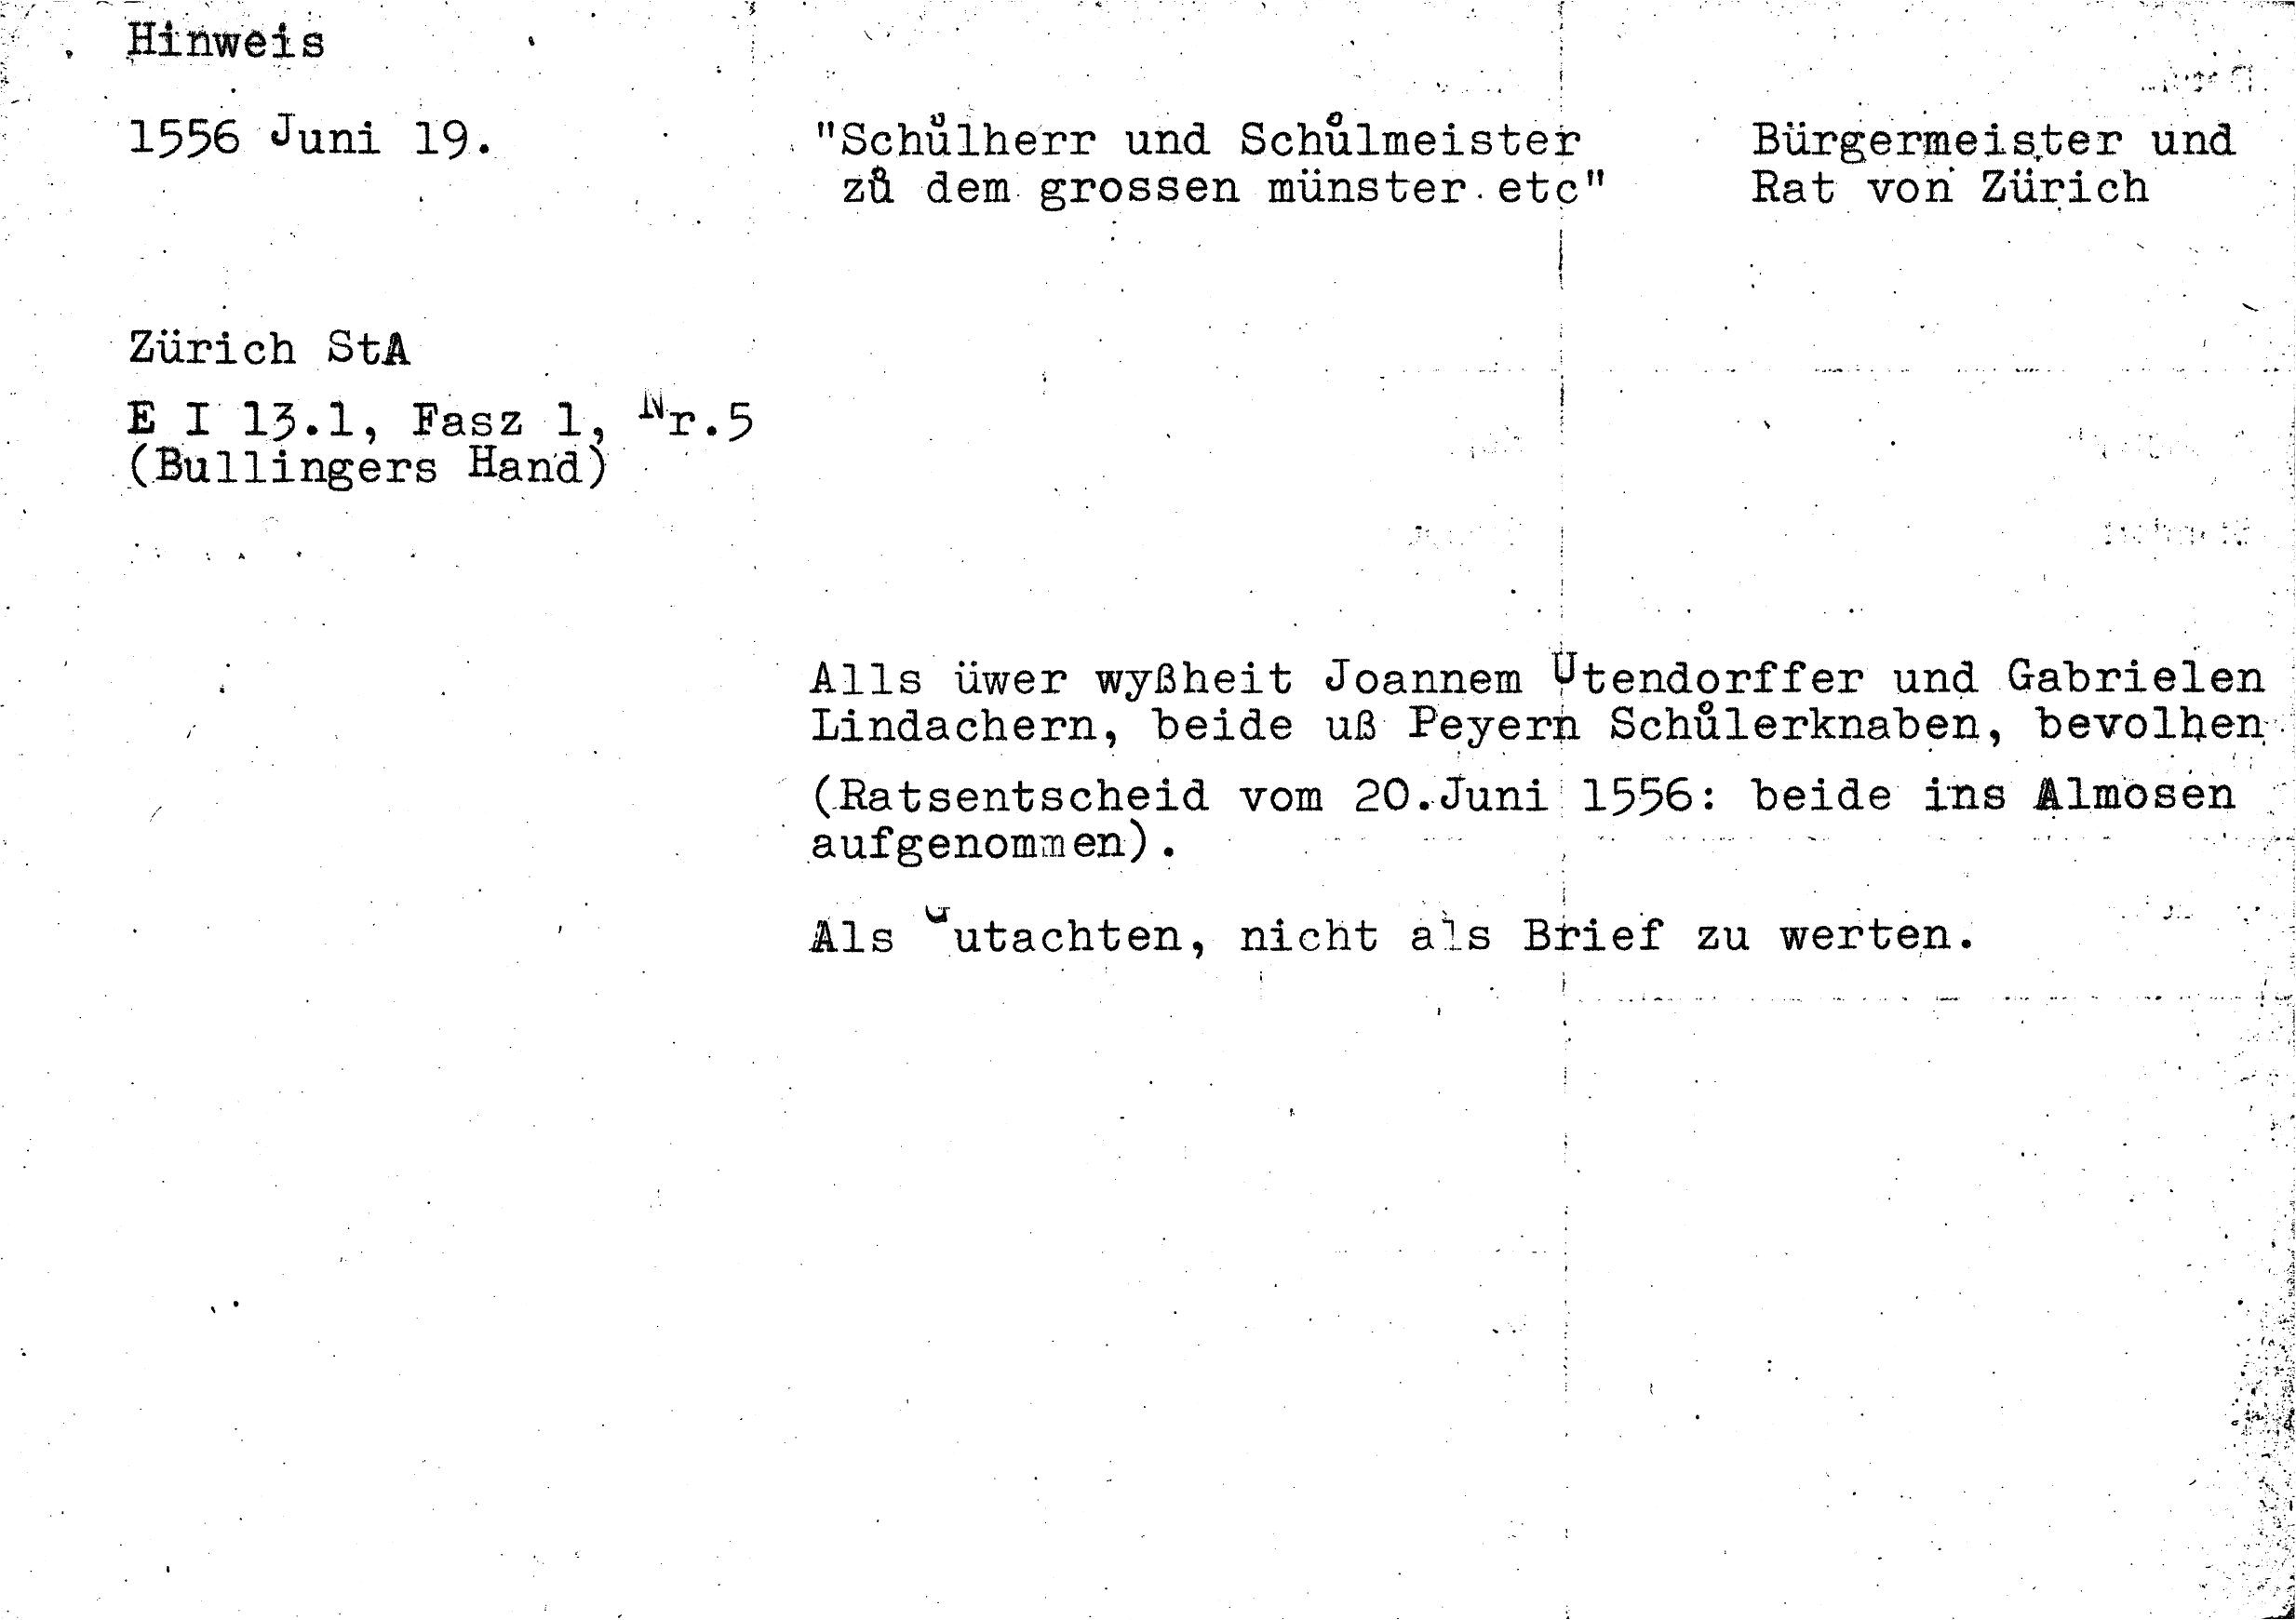 Hinweis
1556 Juni 19.
"Schůlherr und Schůlmeister
zů dem grossen münster etc"
Bürgermeister und
Rat von Zürich
Zürich StA
E I 13.1, Fasz 1, Nr.5
(Bullingers Hand)
Alls üwer wyßheit Joannem Utendorffer und Gabrielen
Lindachern, beide uß Peyern Schůlerknaben, bevolhen
(Ratsentscheid vom 20.Juni 1556: beide ins Almosen
aufgenommen).
Als Gutachten, nicht als Brief zu werten.